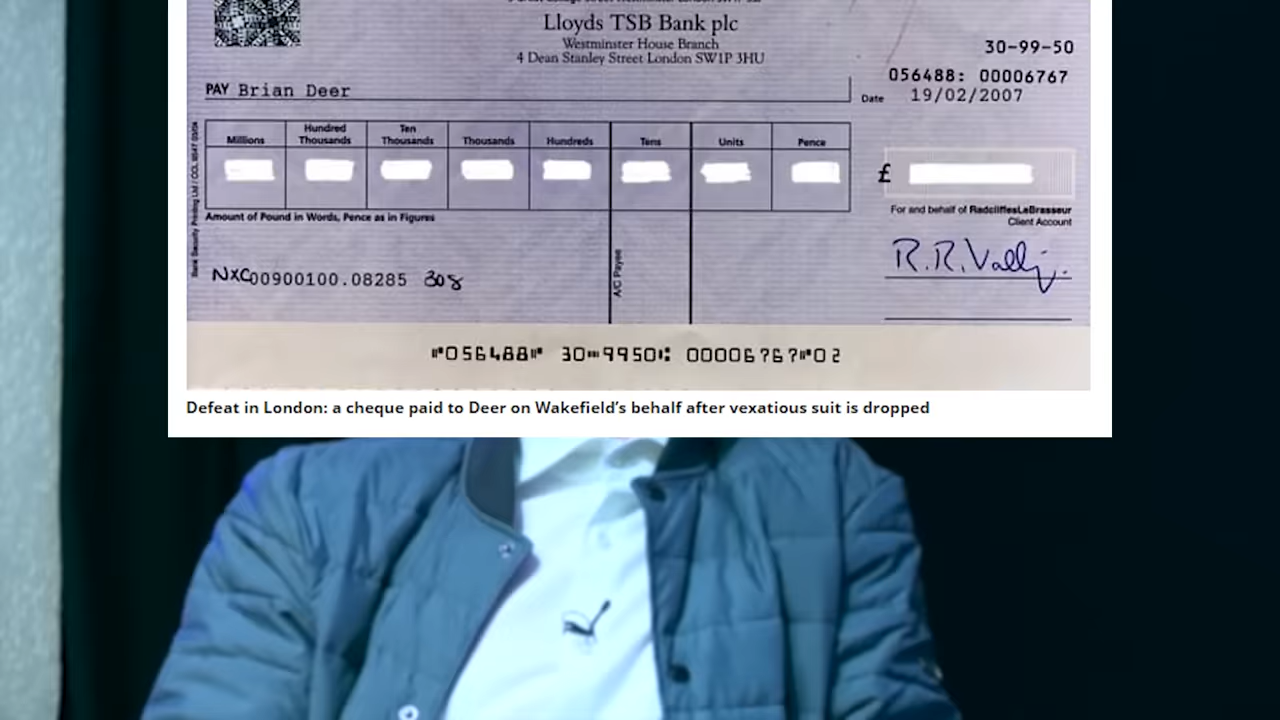 Lloyds TSB Bank plc
Westminster House Branch
4 Dean Stanley Street London SW1P 3HU
30-99-50
056488: 00006767
PAY Brian Deer
Date 19/02/2007
Millions
Hundred Thousands
Ten Thousands
Thousands
Hundreds
Tens
Units
Pence
£
Amount of Pound in Words, Pence as in Figures
For and behalf of RadcliffesLeBrasseur
Client Account
A/C Payee
R.R.Vallj.
NXC00900100.08285 308
⑈056488⑈ 30⑉9950⑆ 00006767⑈02
Defeat in London: a cheque paid to Deer on Wakefield's behalf after vexatious suit is dropped